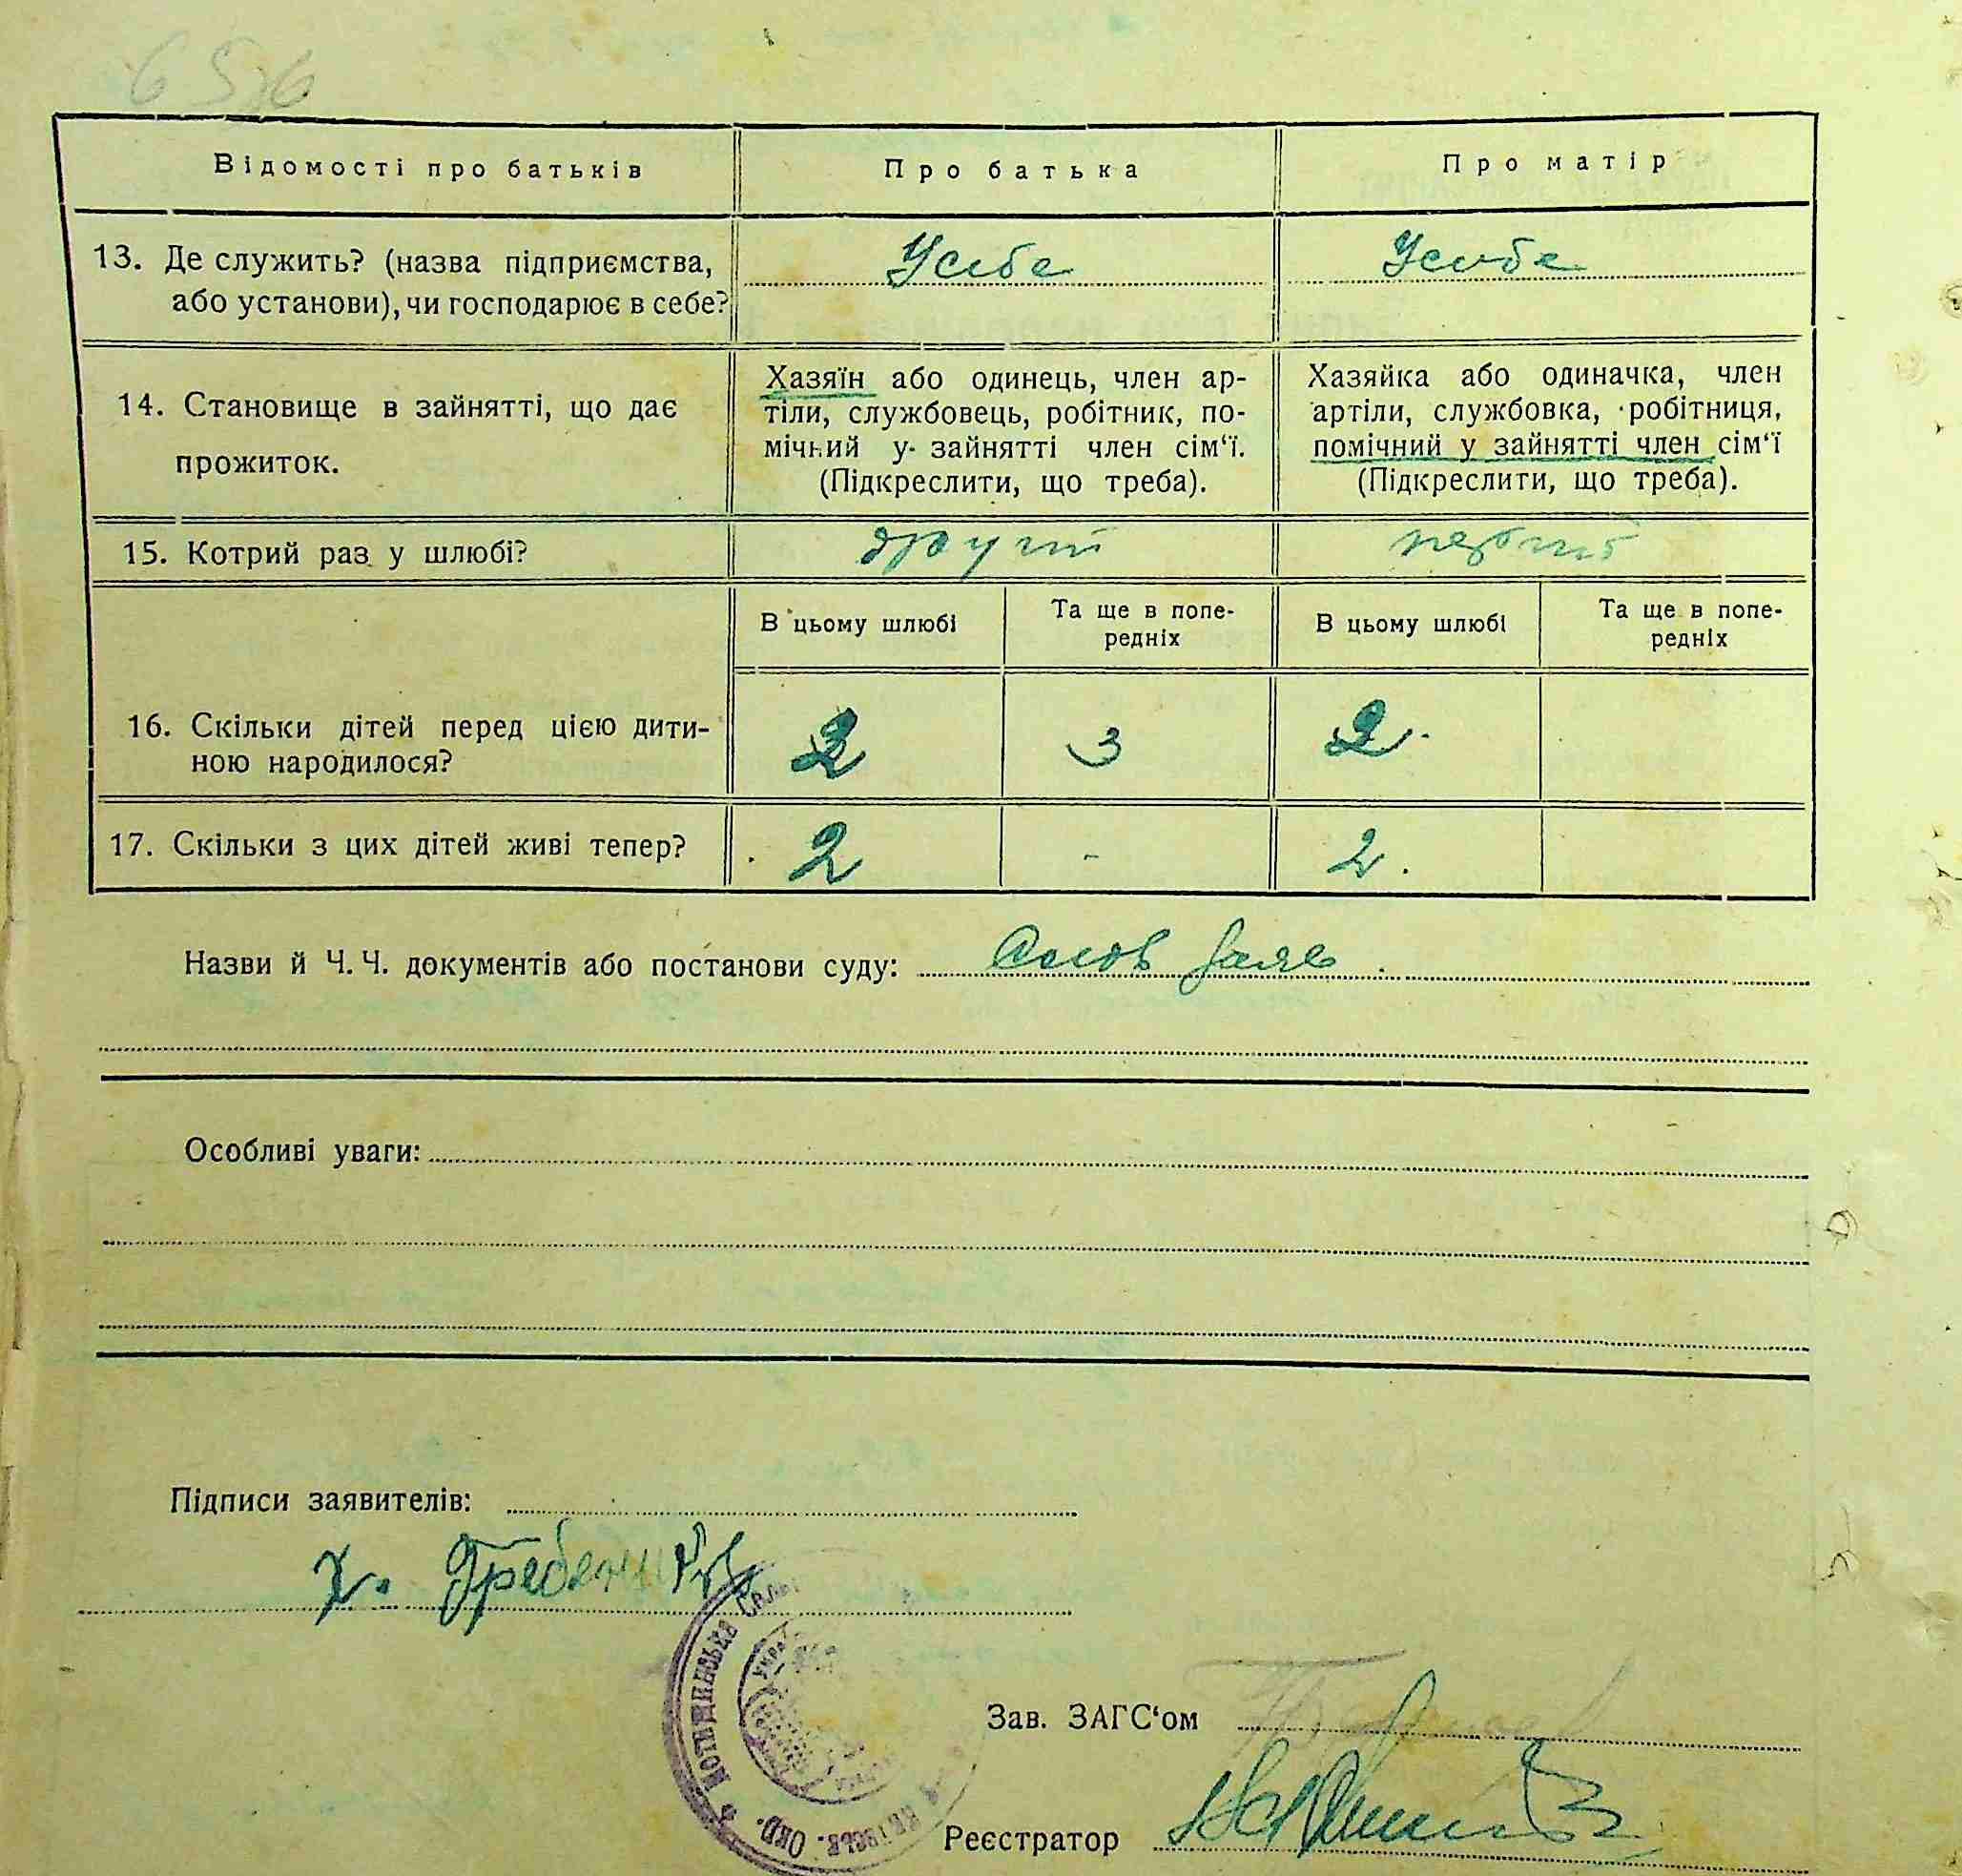 656
Відомості про батьків Про батька Про матір
13. Де служить? (назва підприємства, або установи), чи господарює в себе? Усебе Усебе
14. Становище в зайнятті, що дає прожиток.
Хазяїн або одинець, член ар-
тіли, службовець, робітник, по-
мічний у зайнятті член сім‘ї.
(Підкреслити, що треба).
Хазяйка або одиначка, член
артіли, службовка, робітниця,
помічний у зайнятті член сім‘ї
(Підкреслити, що треба).
15. Котрий раз у шлюбі? другий первий
В цьому шлюбі Та ще в попе-
редніх В цьому шлюбі Та ще в попе-
редніх
16. Скільки дітей перед цією дити-
ною народилося? 2 3 2.
17. Скільки з цих дітей живі тепер? 2 - 2.
Назви й Ч. Ч. документів або постанови суду: Слов заяв
Особливі уваги:
Підписи заявителів:
х. Гребенник
Зав. ЗАГС‘ом
Реєстратор